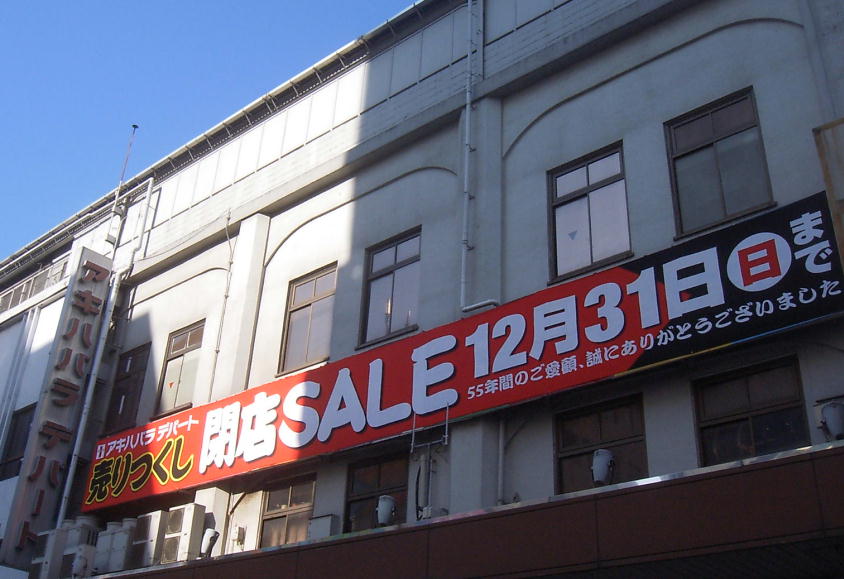 アキハバラデパート
アキハバラ デパート
売りつくし
閉店SALE
12月31日(日)まで
55年間のご愛顧、誠にありがとうございました